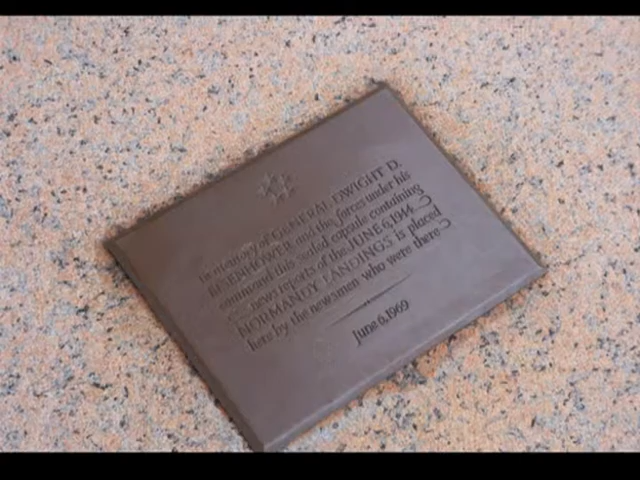 In memory of GENERAL DWIGHT D.
EISENHOWER and the forces under his
command this sealed capsule containing
news reports of the JUNE 6, 1944
NORMANDY LANDINGS is placed
here by the newsmen who were there
June 6, 1969